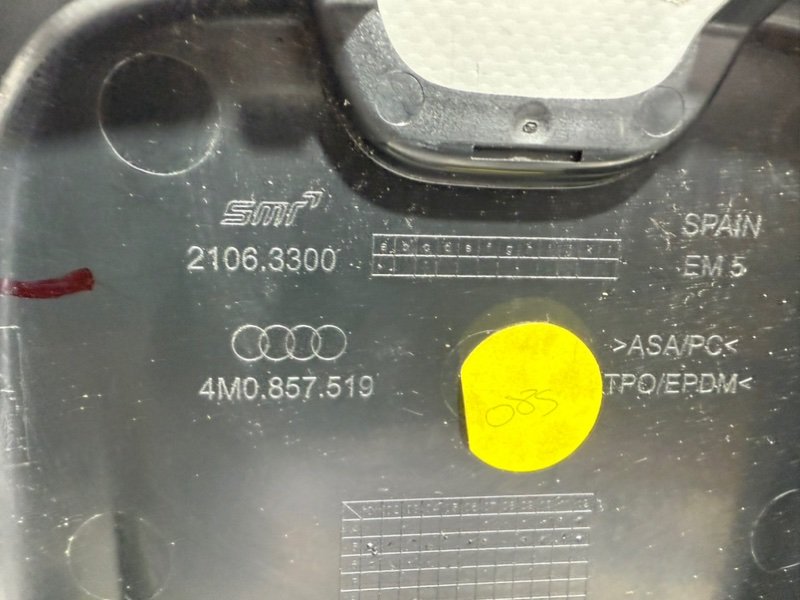 smr
2106.3300
a b c d e f g h i j k l
SPAIN
EM 5
4M0.857.519
>ASA/PC<
TPO/EPDM<
085